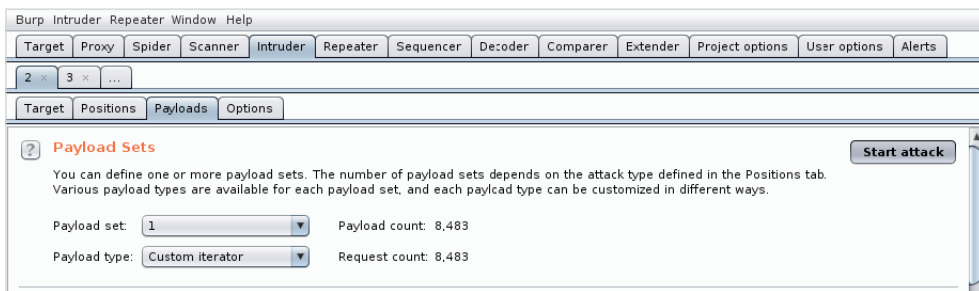 Burp Intruder Repeater Window Help
Target Proxy Spider Scanner Intruder Repeater Sequencer Decoder Comparer Extender Project options User options Alerts
2 × 3 × ...
Target Positions Payloads Options
? Payload Sets Start attack
You can define one or more payload sets. The number of payload sets depends on the attack type defined in the Positions tab.
Various payload types are available for each payload set, and each payload type can be customized in different ways.
Payload set: 1 Payload count: 8,483
Payload type: Custom iterator Request count: 8,483